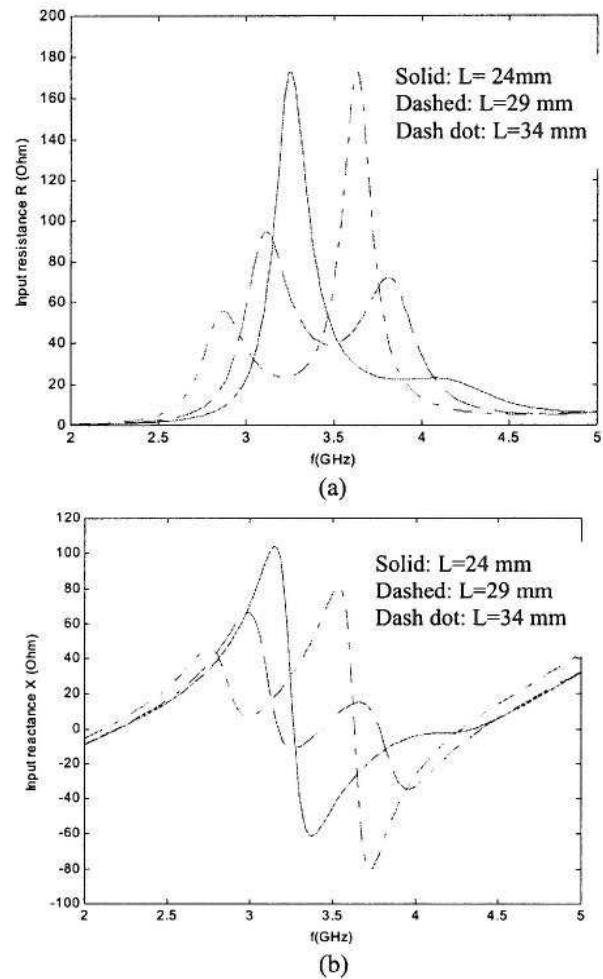 200
180
160
140
120
100
80
60
40
20
0
Input resistance R (Ohm)
Solid: L= 24mm
Dashed: L=29 mm
Dash dot: L=34 mm
2 2.5 3 3.5 4 4.5 5
f(GHz)
(a)
120
100
80
60
40
20
0
-20
-40
-60
-80
-100
Input reactance X (Ohm)
Solid: L=24 mm
Dashed: L=29 mm
Dash dot: L=34 mm
2 2.5 3 3.5 4 4.5 5
f(GHz)
(b)